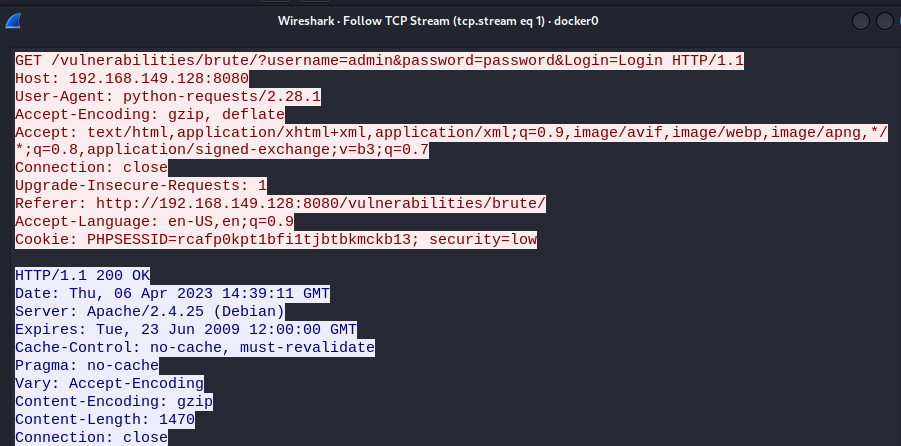 Wireshark · Follow TCP Stream (tcp.stream eq 1) · docker0
GET /vulnerabilities/brute/?username=admin&password=password&Login=Login HTTP/1.1
Host: 192.168.149.128:8080
User-Agent: python-requests/2.28.1
Accept-Encoding: gzip, deflate
Accept: text/html,application/xhtml+xml,application/xml;q=0.9,image/avif,image/webp,image/apng,*/
*;q=0.8,application/signed-exchange;v=b3;q=0.7
Connection: close
Upgrade-Insecure-Requests: 1
Referer: http://192.168.149.128:8080/vulnerabilities/brute/
Accept-Language: en-US,en;q=0.9
Cookie: PHPSESSID=rcafp0kpt1bfi1tjbtbkmckb13; security=low
HTTP/1.1 200 OK
Date: Thu, 06 Apr 2023 14:39:11 GMT
Server: Apache/2.4.25 (Debian)
Expires: Tue, 23 Jun 2009 12:00:00 GMT
Cache-Control: no-cache, must-revalidate
Pragma: no-cache
Vary: Accept-Encoding
Content-Encoding: gzip
Content-Length: 1470
Connection: close